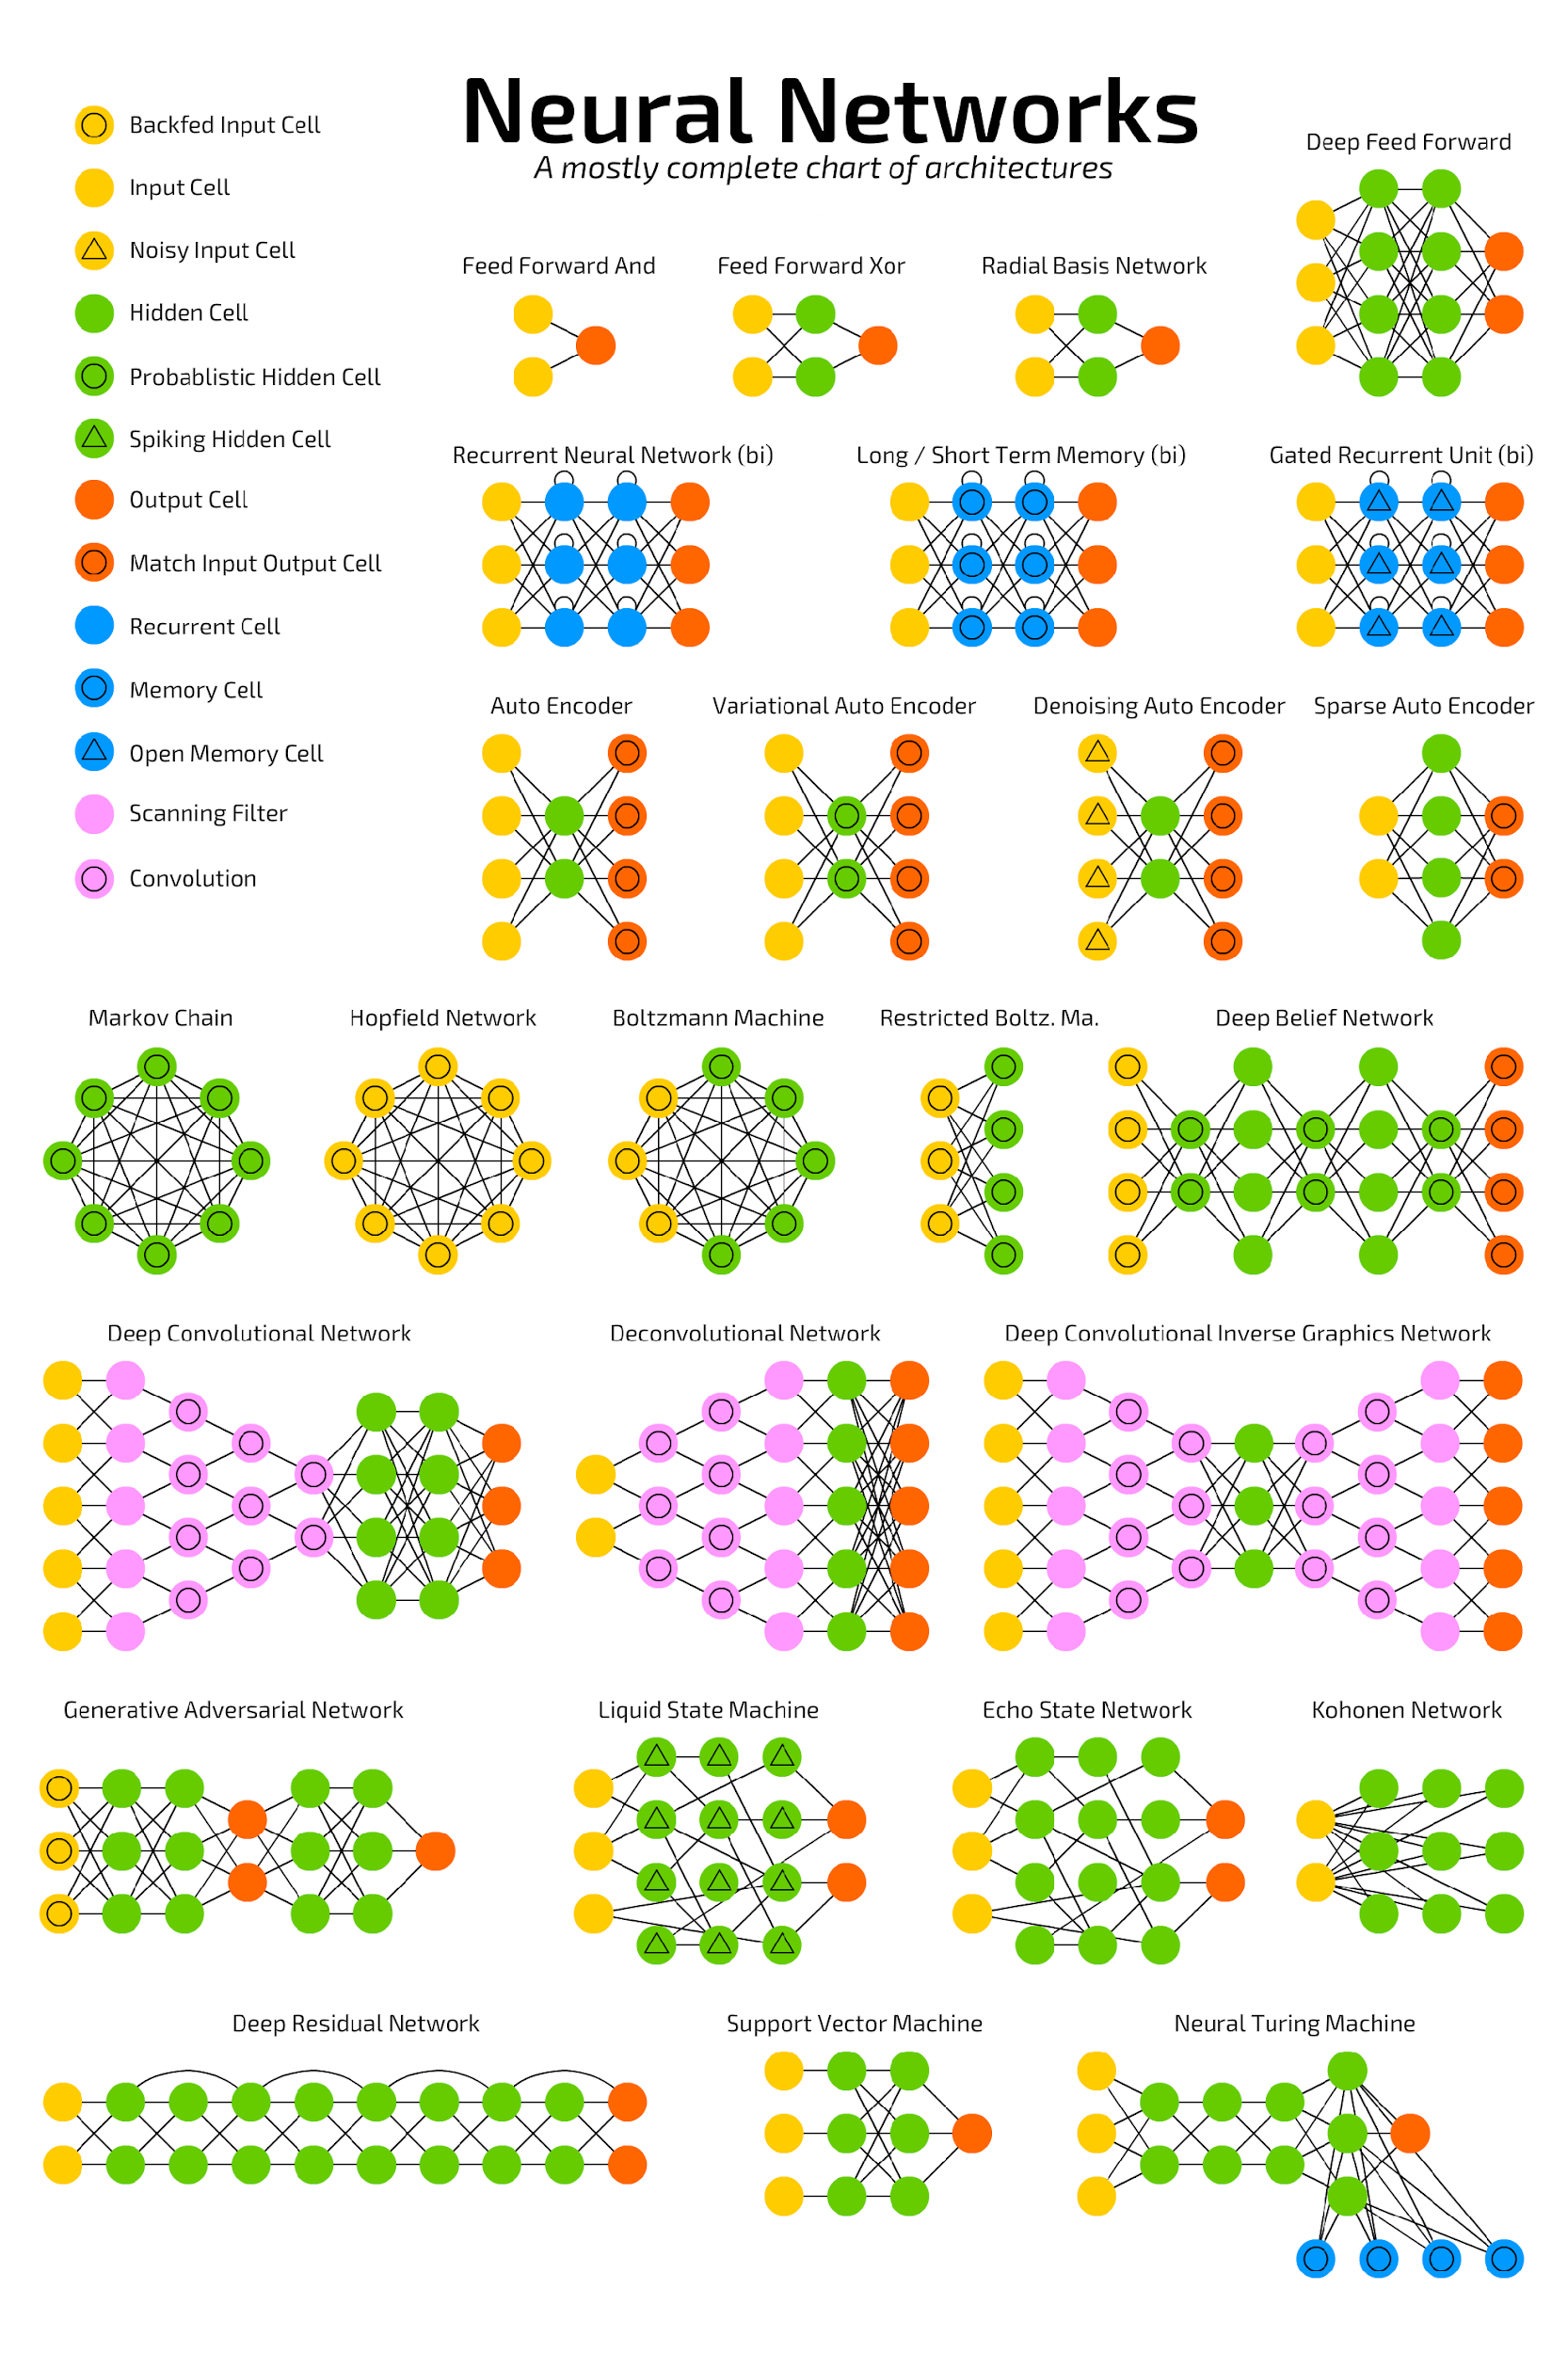 Neural Networks
A mostly complete chart of architectures
Backfed Input Cell
Input Cell
Noisy Input Cell
Hidden Cell
Probablistic Hidden Cell
Spiking Hidden Cell
Output Cell
Match Input Output Cell
Recurrent Cell
Memory Cell
Open Memory Cell
Scanning Filter
Convolution
Deep Feed Forward
Feed Forward And
Feed Forward Xor
Radial Basis Network
Recurrent Neural Network (bi)
Long / Short Term Memory (bi)
Gated Recurrent Unit (bi)
Auto Encoder
Variational Auto Encoder
Denoising Auto Encoder
Sparse Auto Encoder
Markov Chain
Hopfield Network
Boltzmann Machine
Restricted Boltz. Ma.
Deep Belief Network
Deep Convolutional Network
Deconvolutional Network
Deep Convolutional Inverse Graphics Network
Generative Adversarial Network
Liquid State Machine
Echo State Network
Kohonen Network
Deep Residual Network
Support Vector Machine
Neural Turing Machine